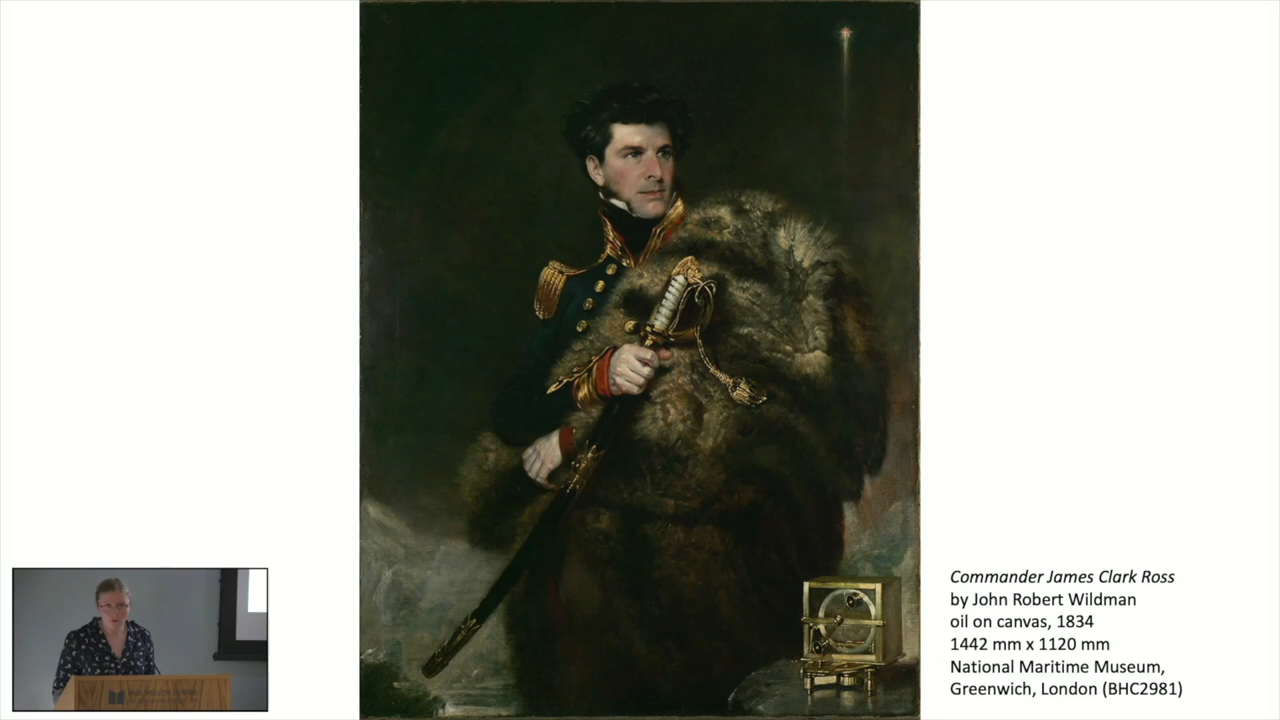 Commander James Clark Ross
by John Robert Wildman
oil on canvas, 1834
1442 mm x 1120 mm
National Maritime Museum,
Greenwich, London (BHC2981)